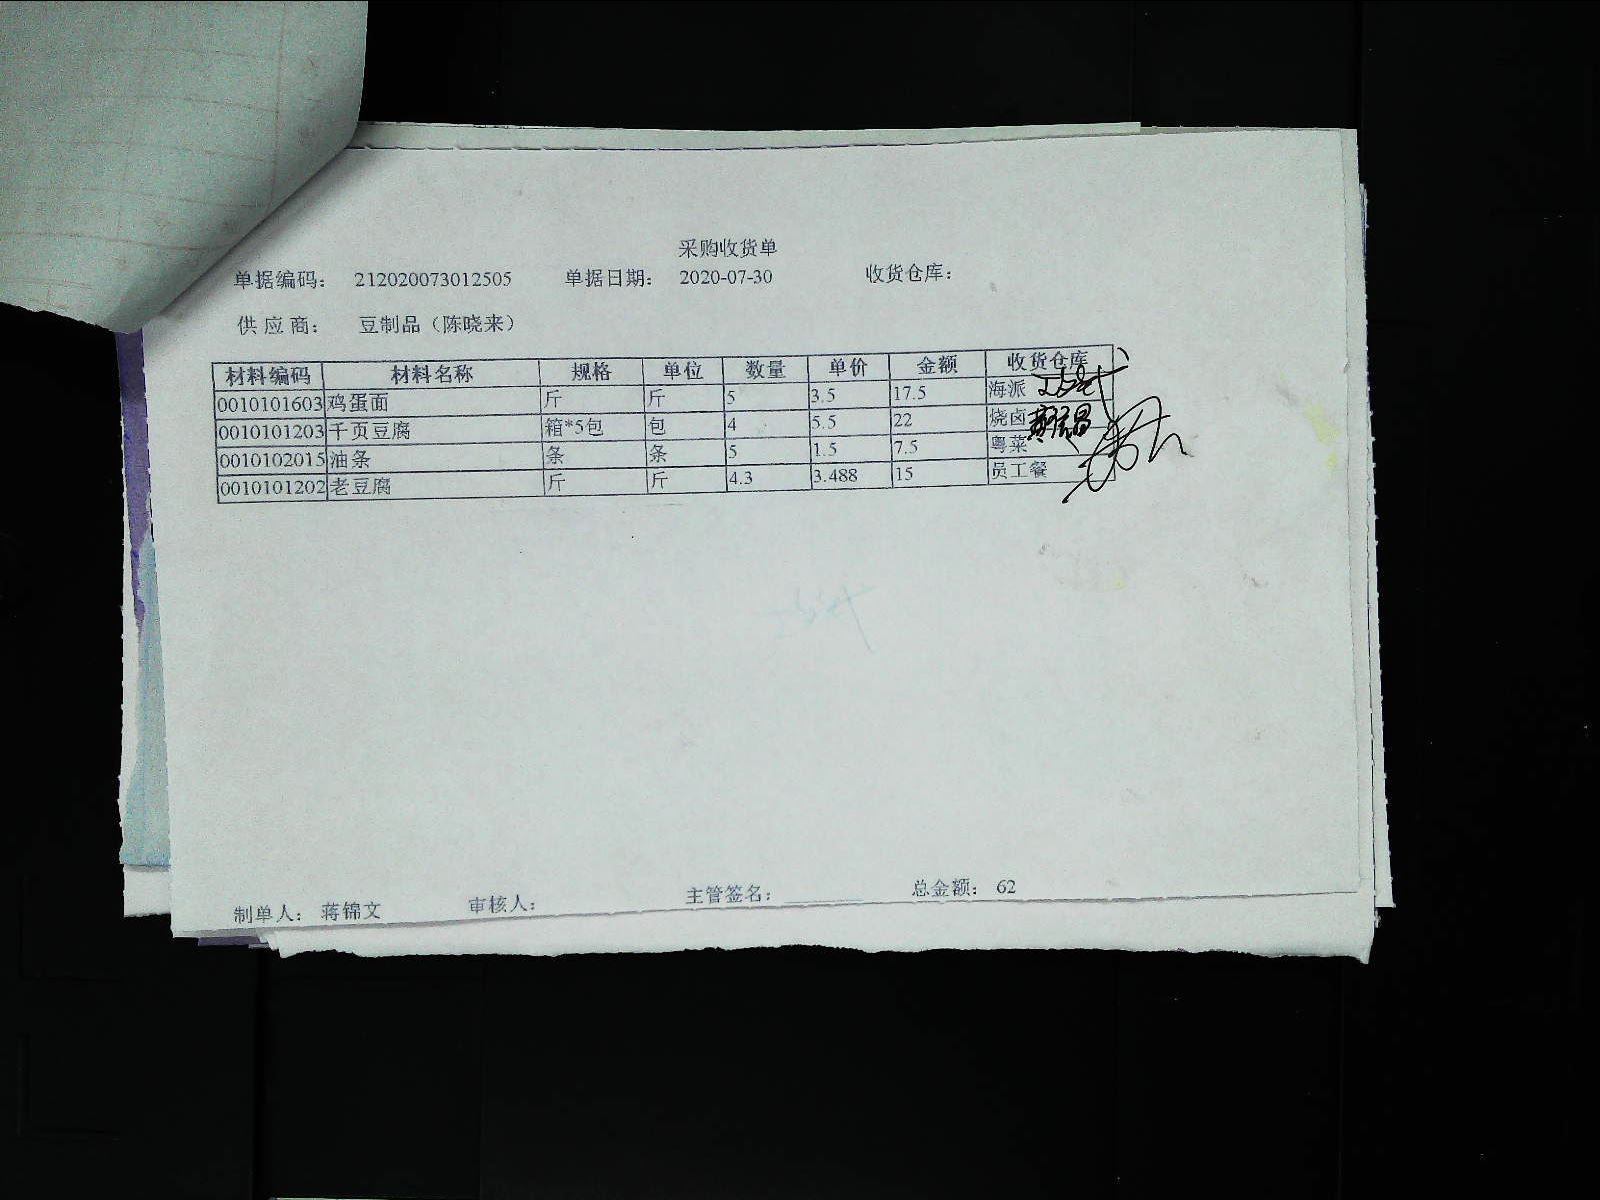 采购收货单
单据编码： 212020073012505 单据日期： 2020-07-30 收货仓库：
供 应 商： 豆制品（陈晓来）
材料编码 材料名称 规格 单位 数量 单价 金额 收货仓库
0010101603 鸡蛋面 斤 斤 5 3.5 17.5 海派
0010101203 千页豆腐 箱*5包 包 4 5.5 22 烧卤
0010102015 油条 条 条 5 1.5 7.5 粤菜
0010101202 老豆腐 斤 斤 4.3 3.488 15 员工餐
制单人： 蒋锦文 审核人： 主管签名： 总金额： 62